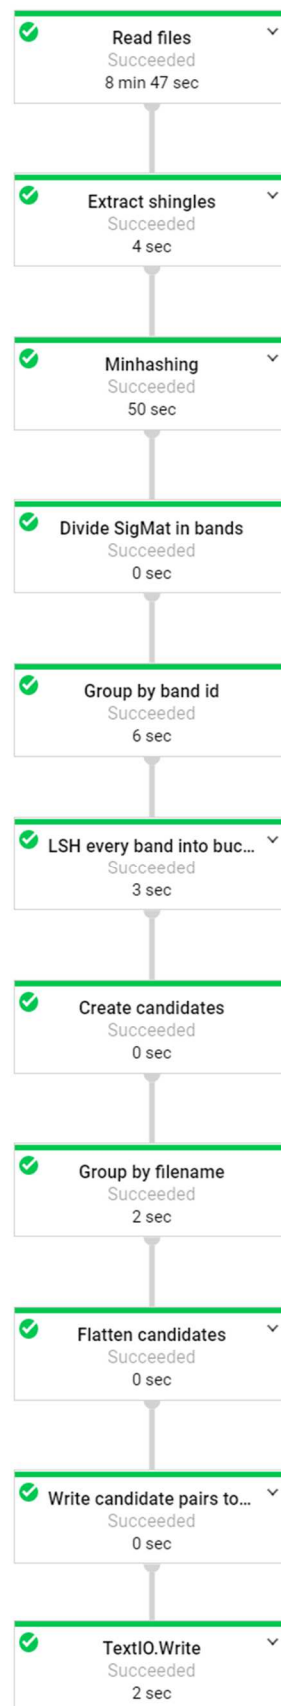 Read files
Succeeded
8 min 47 sec
Extract shingles
Succeeded
4 sec
Minhashing
Succeeded
50 sec
Divide SigMat in bands
Succeeded
0 sec
Group by band id
Succeeded
6 sec
LSH every band into buc...
Succeeded
3 sec
Create candidates
Succeeded
0 sec
Group by filename
Succeeded
2 sec
Flatten candidates
Succeeded
0 sec
Write candidate pairs to...
Succeeded
0 sec
TextIO.Write
Succeeded
2 sec